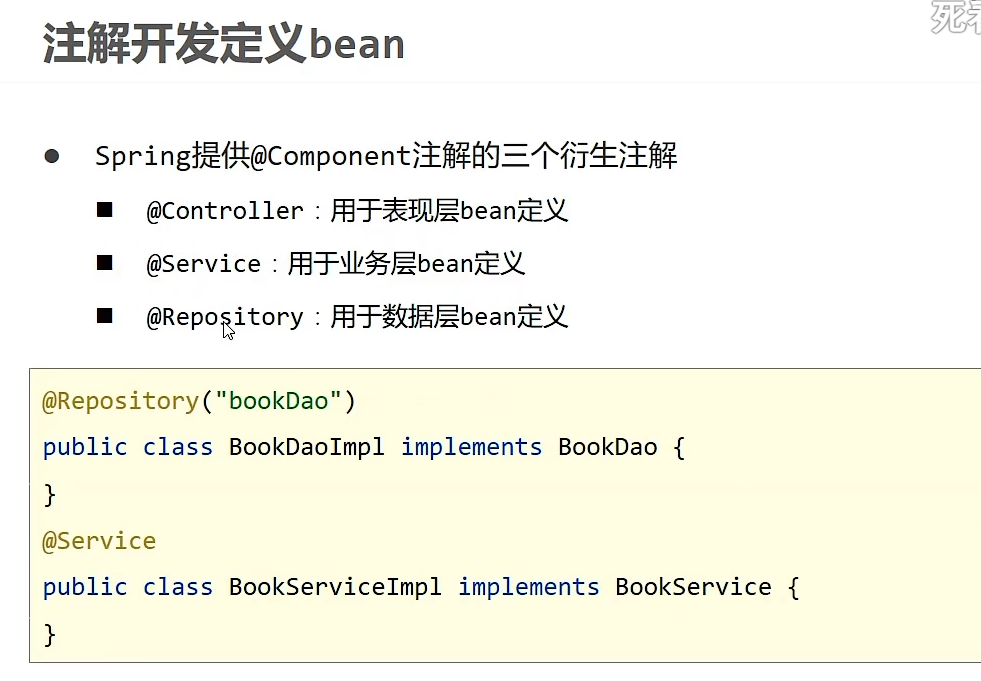 注解开发定义bean
Spring提供@Component注解的三个衍生注解
@Controller：用于表现层bean定义
@Service：用于业务层bean定义
@Repository：用于数据层bean定义
@Repository("bookDao")
public class BookDaoImpl implements BookDao {
}
@Service
public class BookServiceImpl implements BookService {
}